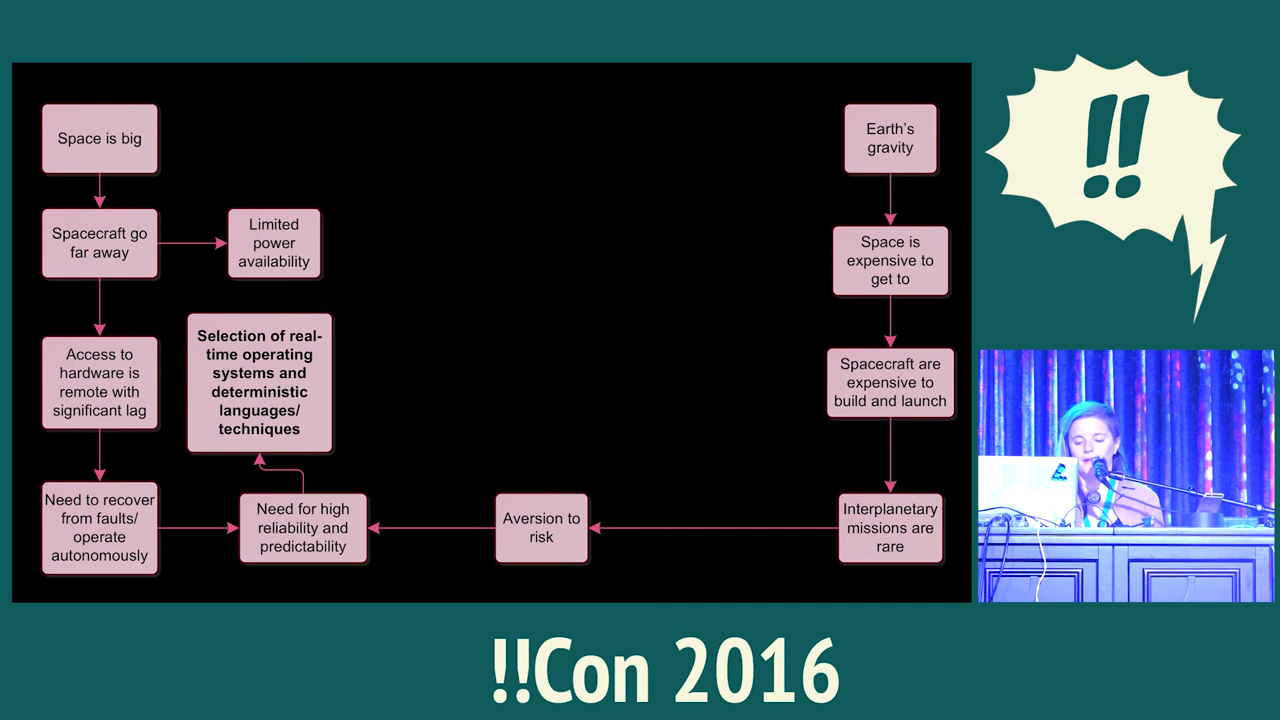 Space is big
Earth's
gravity
Spacecraft go
far away
Limited
power
availability
Space is
expensive to
get to
Selection of real-
time operating
systems and
deterministic
languages/
techniques
Access to
hardware is
remote with
significant lag
Spacecraft are
expensive to
build and launch
Need to recover
from faults/
operate
autonomously
Need for high
reliability and
predictability
Aversion to
risk
Interplanetary
missions are
rare
!!
!!Con 2016